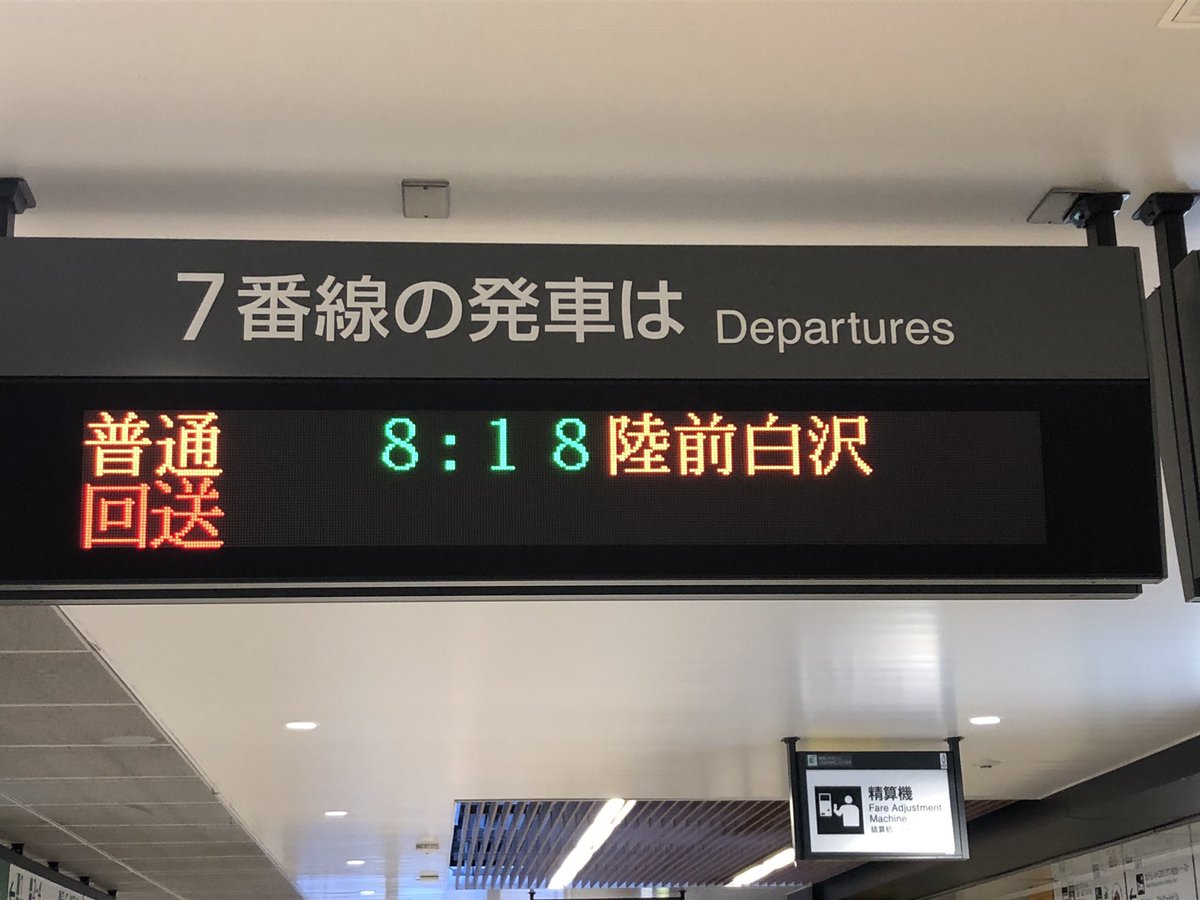 7番線の発車は Departures
普通 8:18 陸前白沢
回送
精算機
Fare Adjustment
Machine